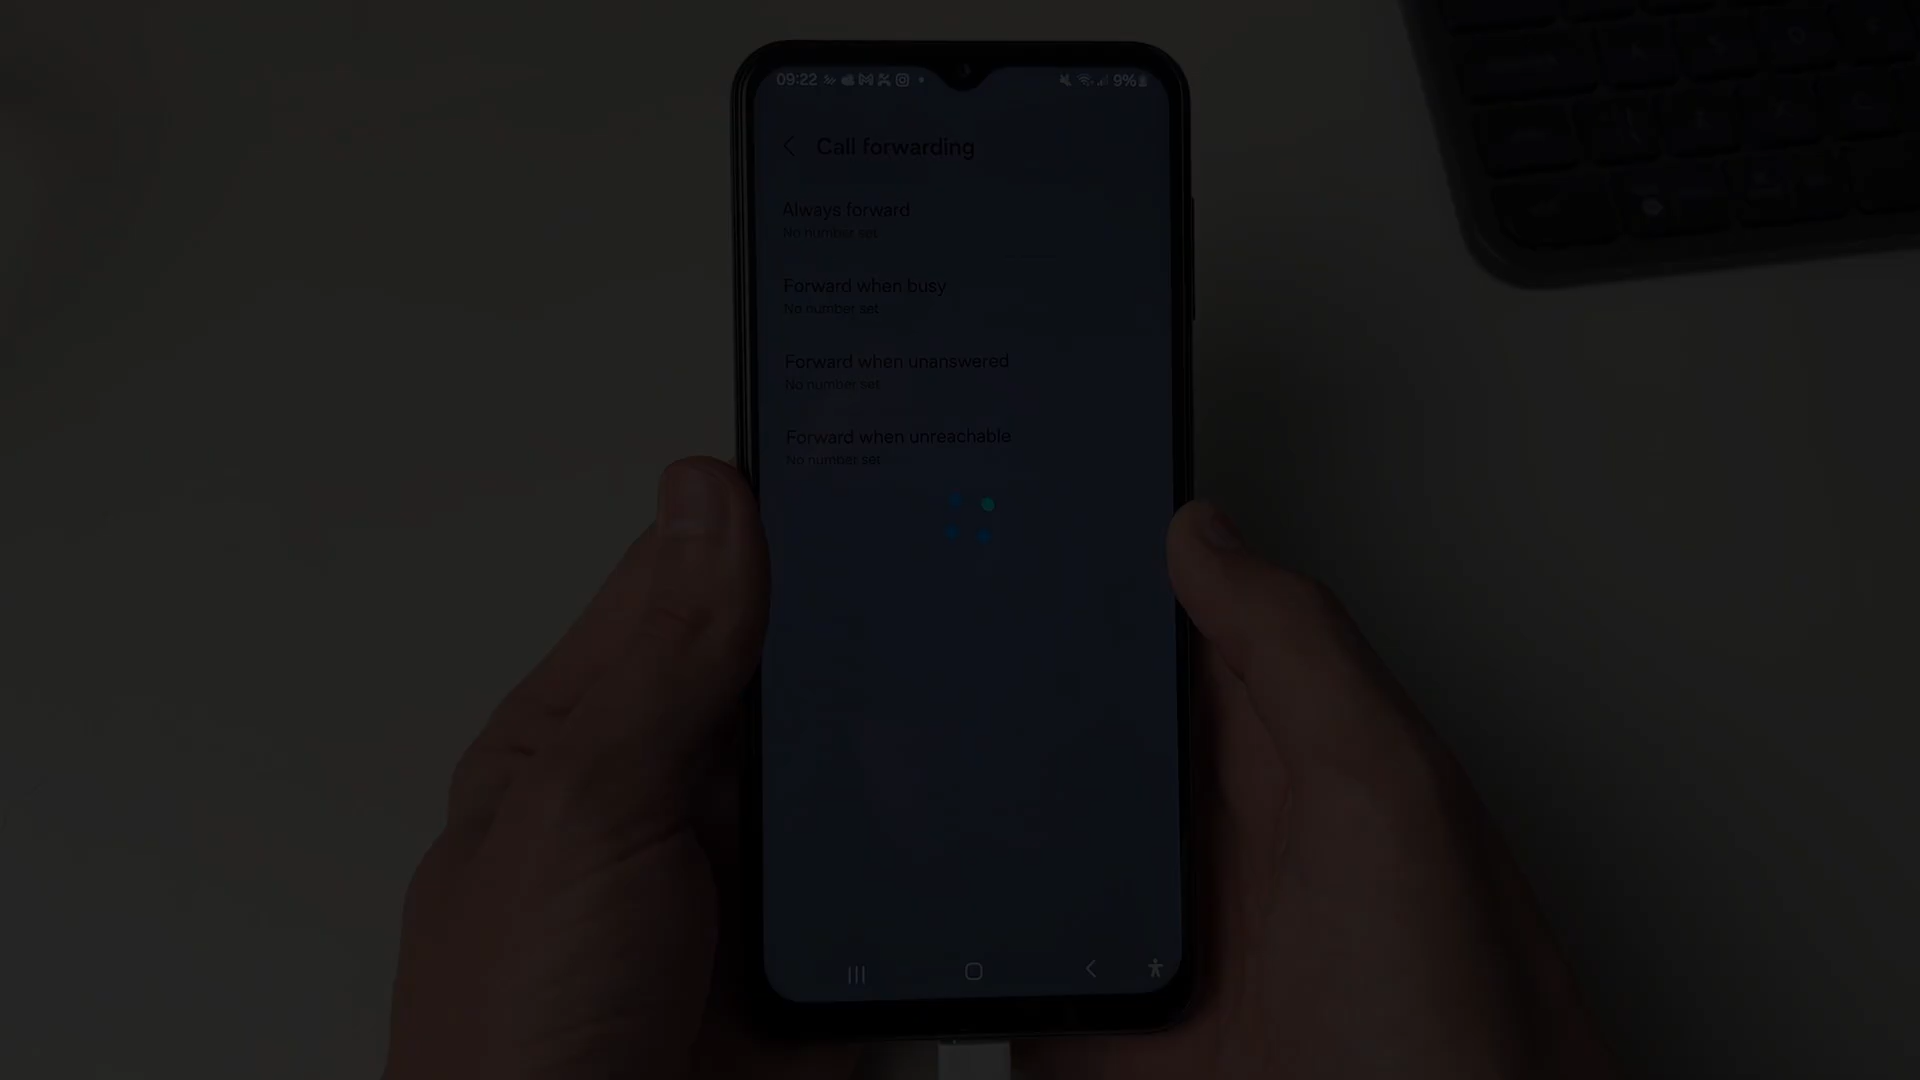 09:22
9%
Call forwarding
Always forward
No number set
Forward when busy
No number set
Forward when unanswered
No number set
Forward when unreachable
No number set